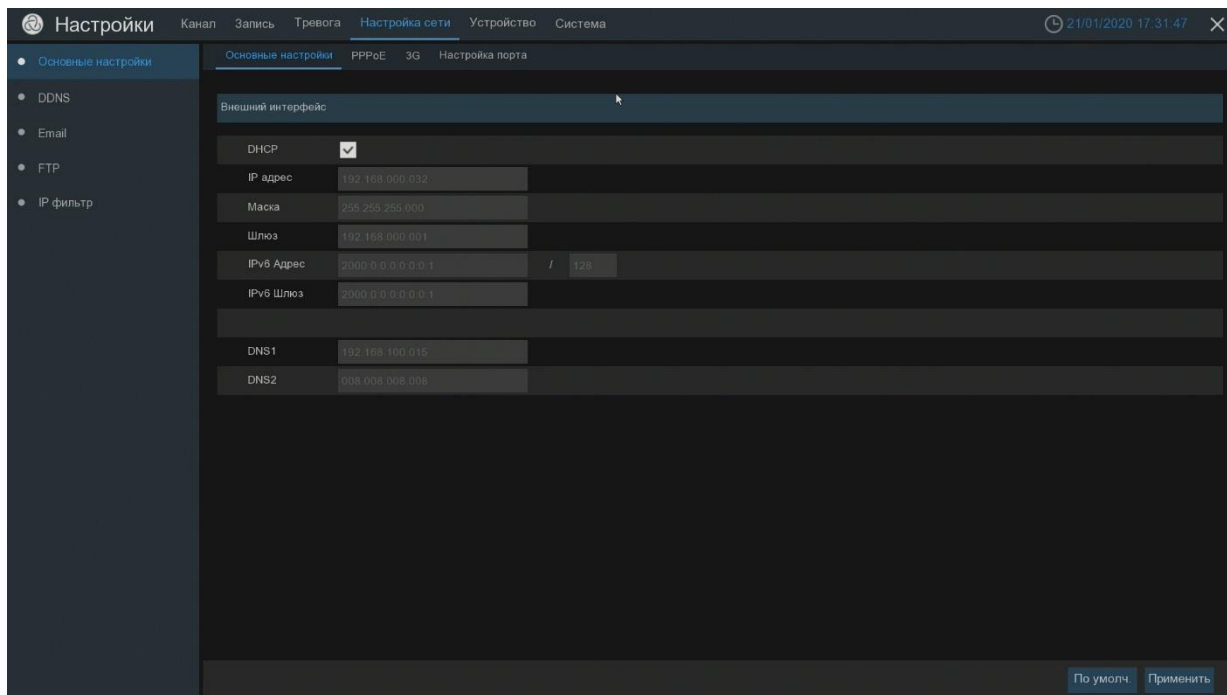 Настройки Канал Запись Тревога Настройка сети Устройство Система 21/01/2020 17:31:47
Основные настройки
DDNS
Email
FTP
IP фильтр
Основные настройки PPPoE 3G Настройка порта
Внешний интерфейс
DHCP
IP адрес 192.168.000.032
Маска 255.255.255.000
Шлюз 192.168.000.001
IPv6 Адрес 2000:0:0:0:0:0:0:1 / 128
IPv6 Шлюз 2000:0:0:0:0:0:0:1
DNS1 192.168.100.015
DNS2 008.008.008.008
По умолч. Применить